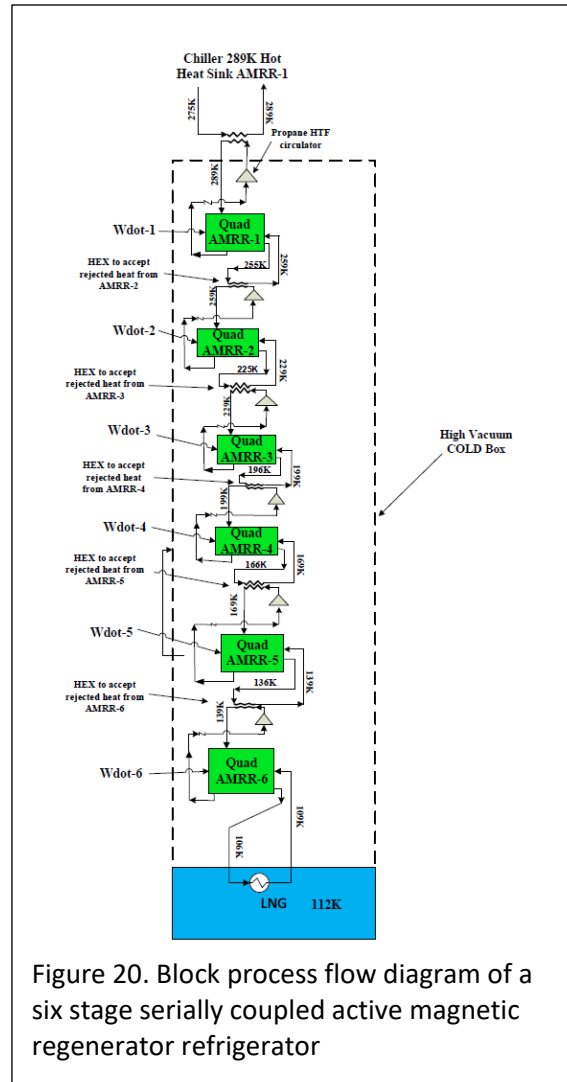 Chiller 289K Hot
Heat Sink AMRR-1
275K
289K
Propane HTF
circulator
289K
Wdot-1
Quad
AMRR-1
255K
259K
HEX to accept
rejected heat from
AMRR-2
259K
Wdot-2
Quad
AMRR-2
225K
229K
HEX to accept
rejected heat from
AMRR-3
229K
Wdot-3
Quad
AMRR-3
High Vacuum
COLD Box
196K
199K
HEX to accept
rejected heat
from AMRR-4
199K
Wdot-4
Quad
AMRR-4
166K
169K
HEX to accept
rejected heat from
AMRR-5
169K
Wdot-5
Quad
AMRR-5
136K
139K
HEX to accept
rejected heat from
AMRR-6
139K
Wdot-6
Quad
AMRR-6
106K
109K
LNG 112K
Figure 20. Block process flow diagram of a
six stage serially coupled active magnetic
regenerator refrigerator